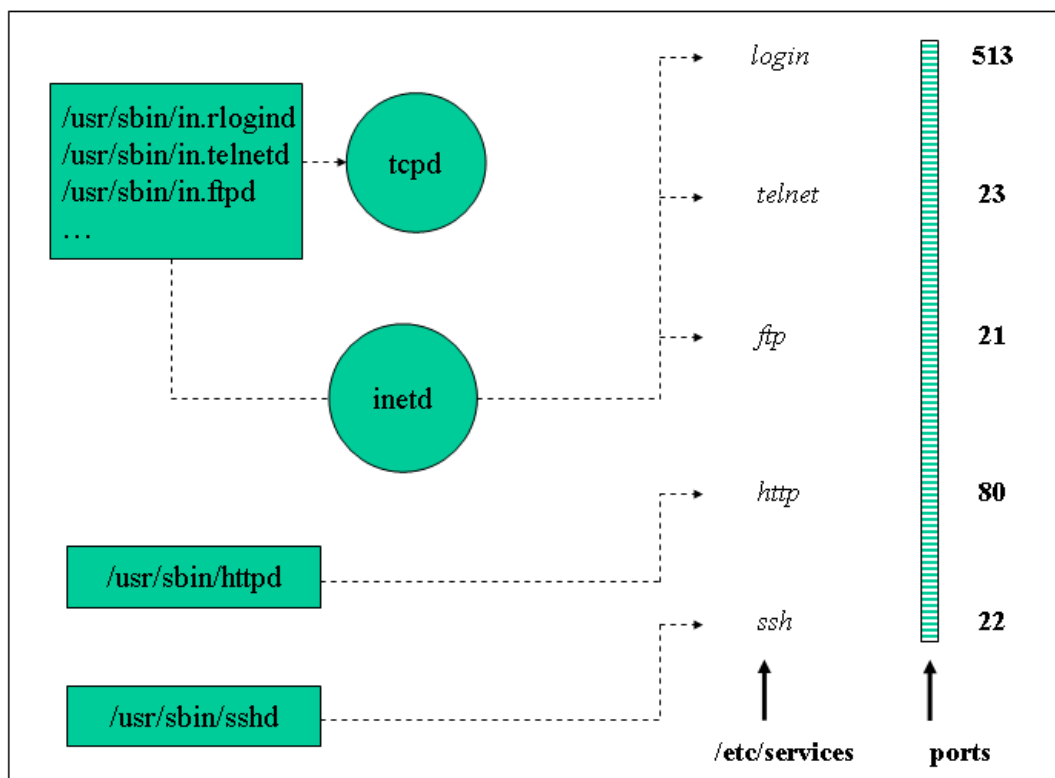 login 513
/usr/sbin/in.rlogind
/usr/sbin/in.telnetd
/usr/sbin/in.ftpd
…
tcpd
telnet 23
ftp 21
inetd
http 80
/usr/sbin/httpd
ssh 22
/usr/sbin/sshd
/etc/services ports